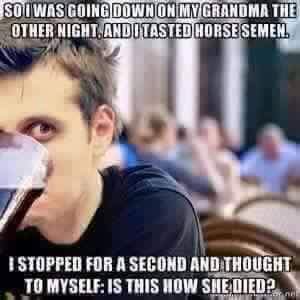 SO I WAS GOING DOWN ON MY GRANDMA THE
OTHER NIGHT, AND I TASTED HORSE SEMEN.
I STOPPED FOR A SECOND AND THOUGHT
TO MYSELF: IS THIS HOW SHE DIED?